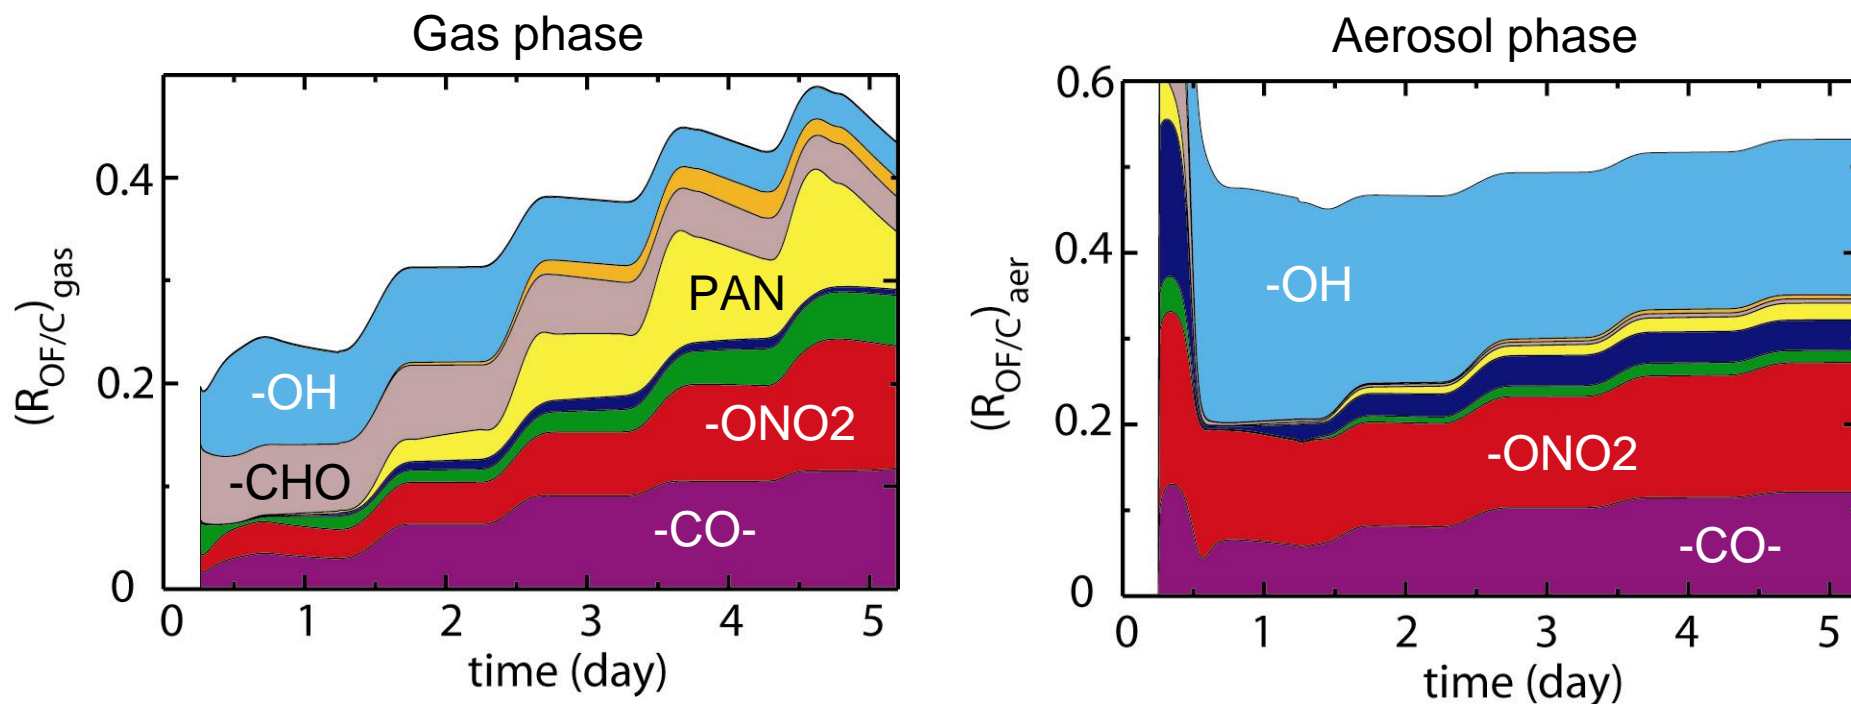 Gas phase
(R_OF/C)_gas
0.4
0.2
0
-OH
-CHO
PAN
-ONO2
-CO-
0 1 2 3 4 5
time (day)
Aerosol phase
(R_OF/C)_aer
0.6
0.4
0.2
0
-OH
-ONO2
-CO-
0 1 2 3 4 5
time (day)